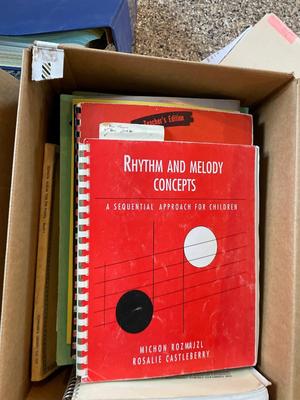 Teacher's Edition
RHYTHM AND MELODY
CONCEPTS
A SEQUENTIAL APPROACH FOR CHILDREN
MICHON ROZMAJZL
ROSALIE CASTLEBERRY